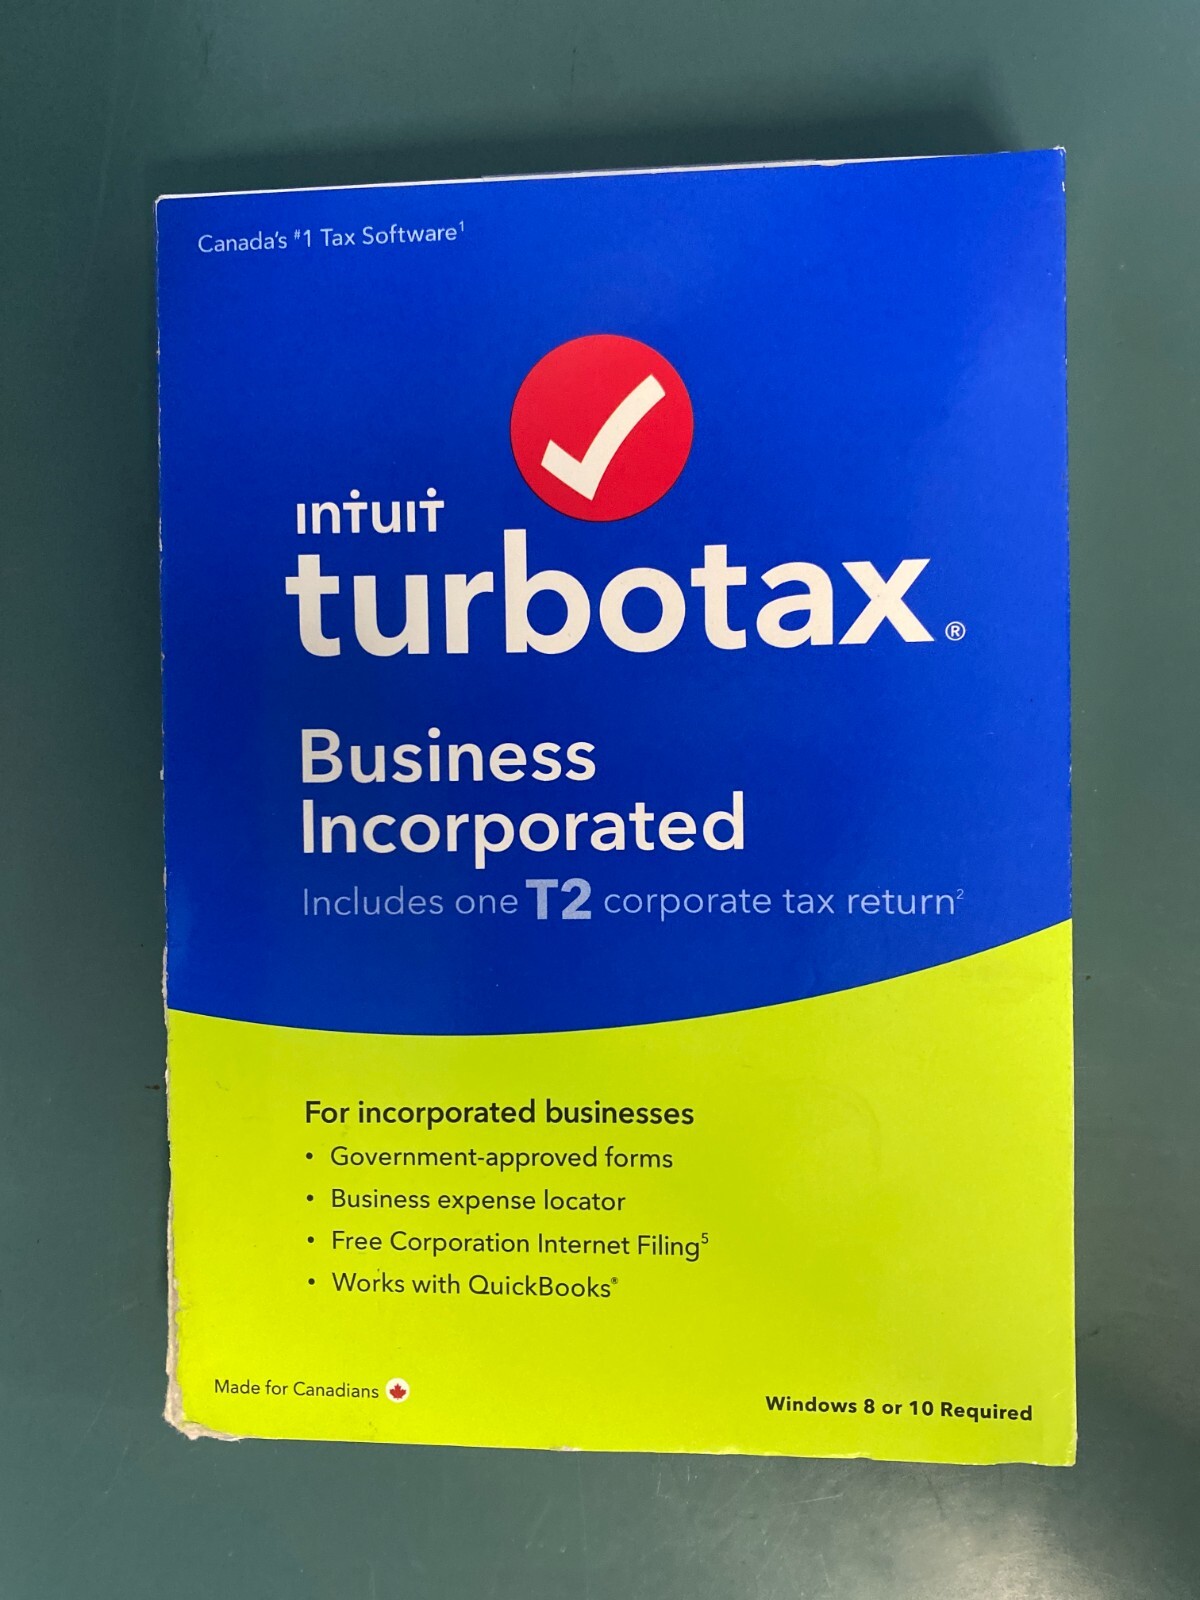 Canada's #1 Tax Software1
intuit
turbotax®
Business
Incorporated
Includes one T2 corporate tax return2
For incorporated businesses
• Government-approved forms
• Business expense locator
• Free Corporation Internet Filing5
• Works with QuickBooks®
Made for Canadians
Windows 8 or 10 Required